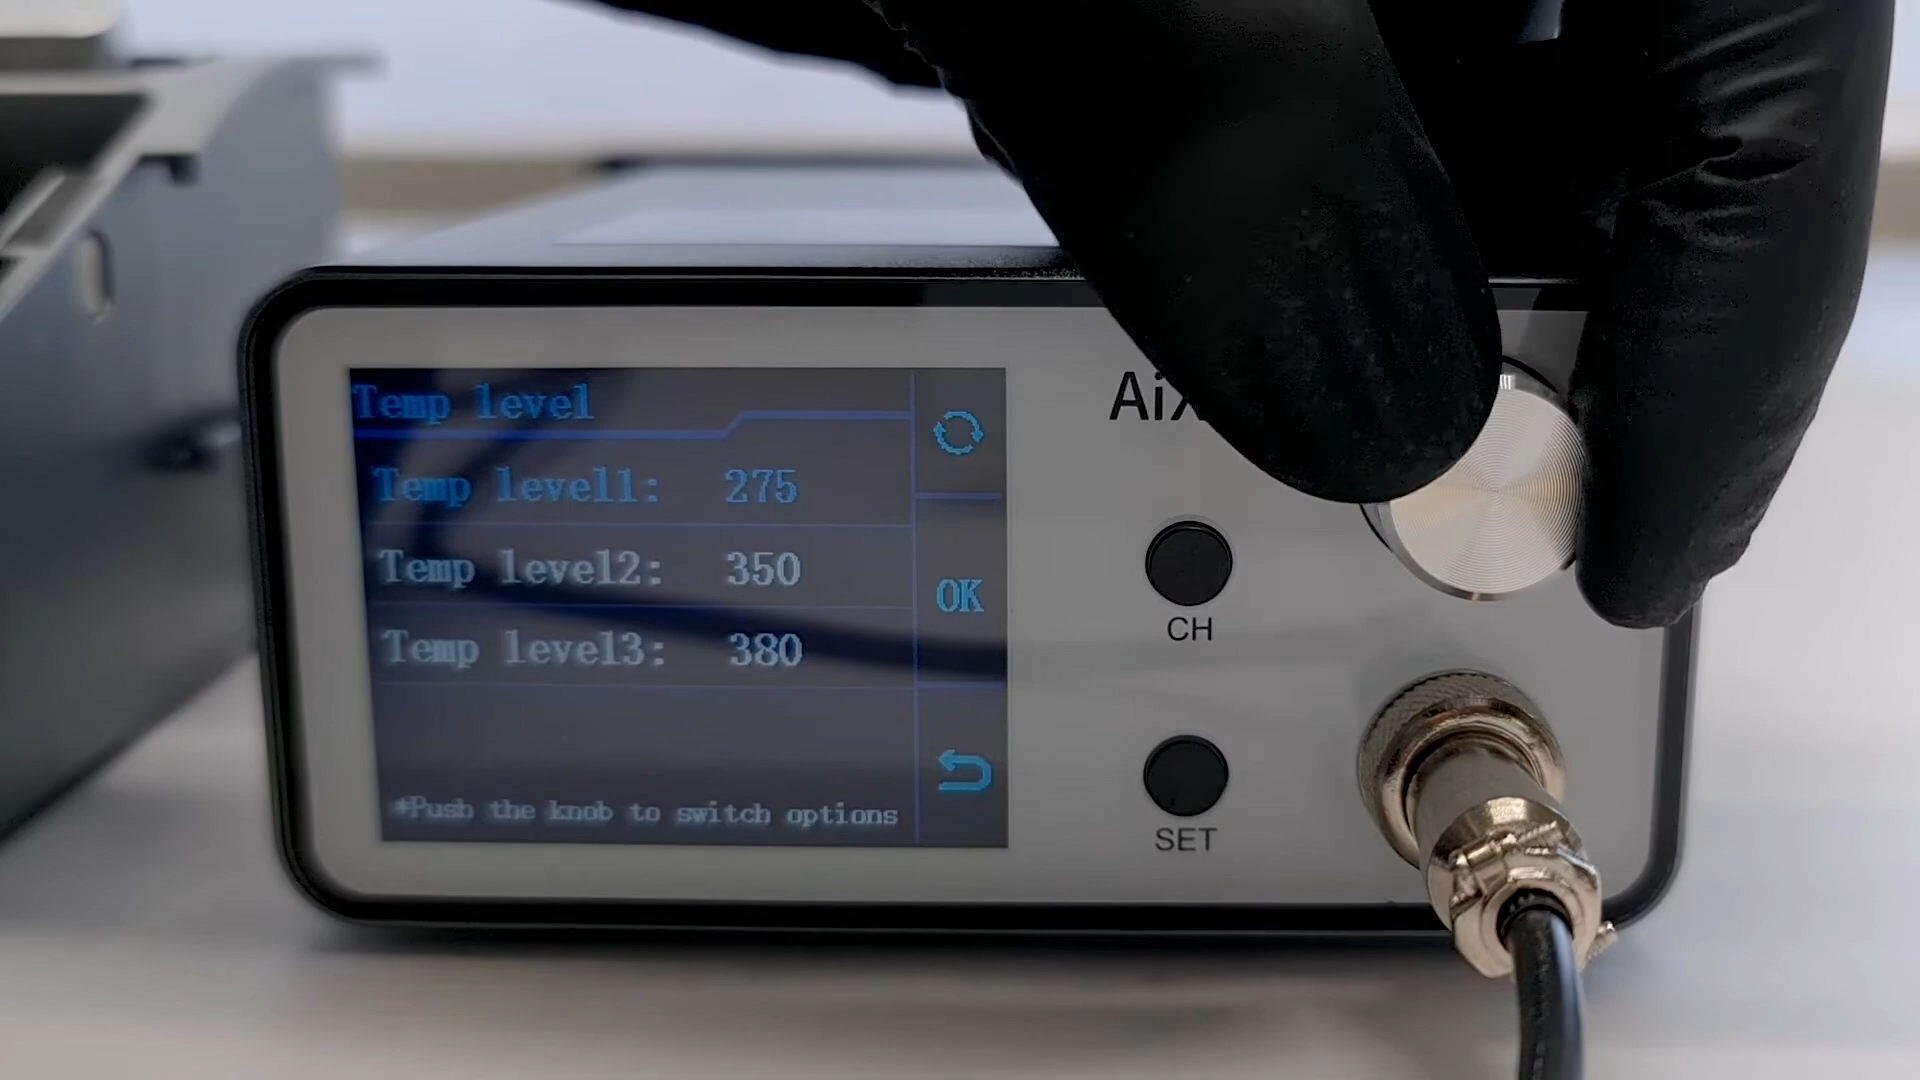 Temp level
Temp level1: 275
Temp level2: 350
Temp level3: 380
*Push the knob to switch options
OK
CH
SET